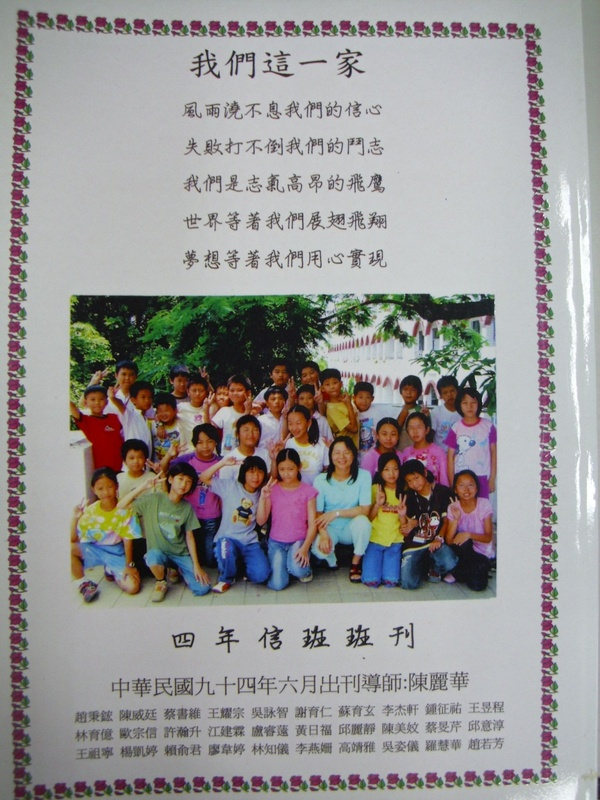 我們這一家
風雨澆不息我們的信心
失敗打不倒我們的鬥志
我們是志氣高昂的飛鷹
世界等著我們展翅飛翔
夢想等著我們用心實現
四年信班班刊
中華民國九十四年六月出刊導師:陳麗華
趙秉鋐 陳威廷 蔡書維 王耀宗 吳詠智 謝育仁 蘇育玄 李杰軒 鍾征祐 王昱程
林育億 歐宗信 許瀚升 江建霖 盧睿蓮 黃日福 邱麗靜 陳美妏 蔡旻芹 邱意淳
王祖寧 楊凱婷 賴俞君 廖韋婷 林知儀 李燕姍 高靖雅 吳姿儀 羅慧華 趙若芳